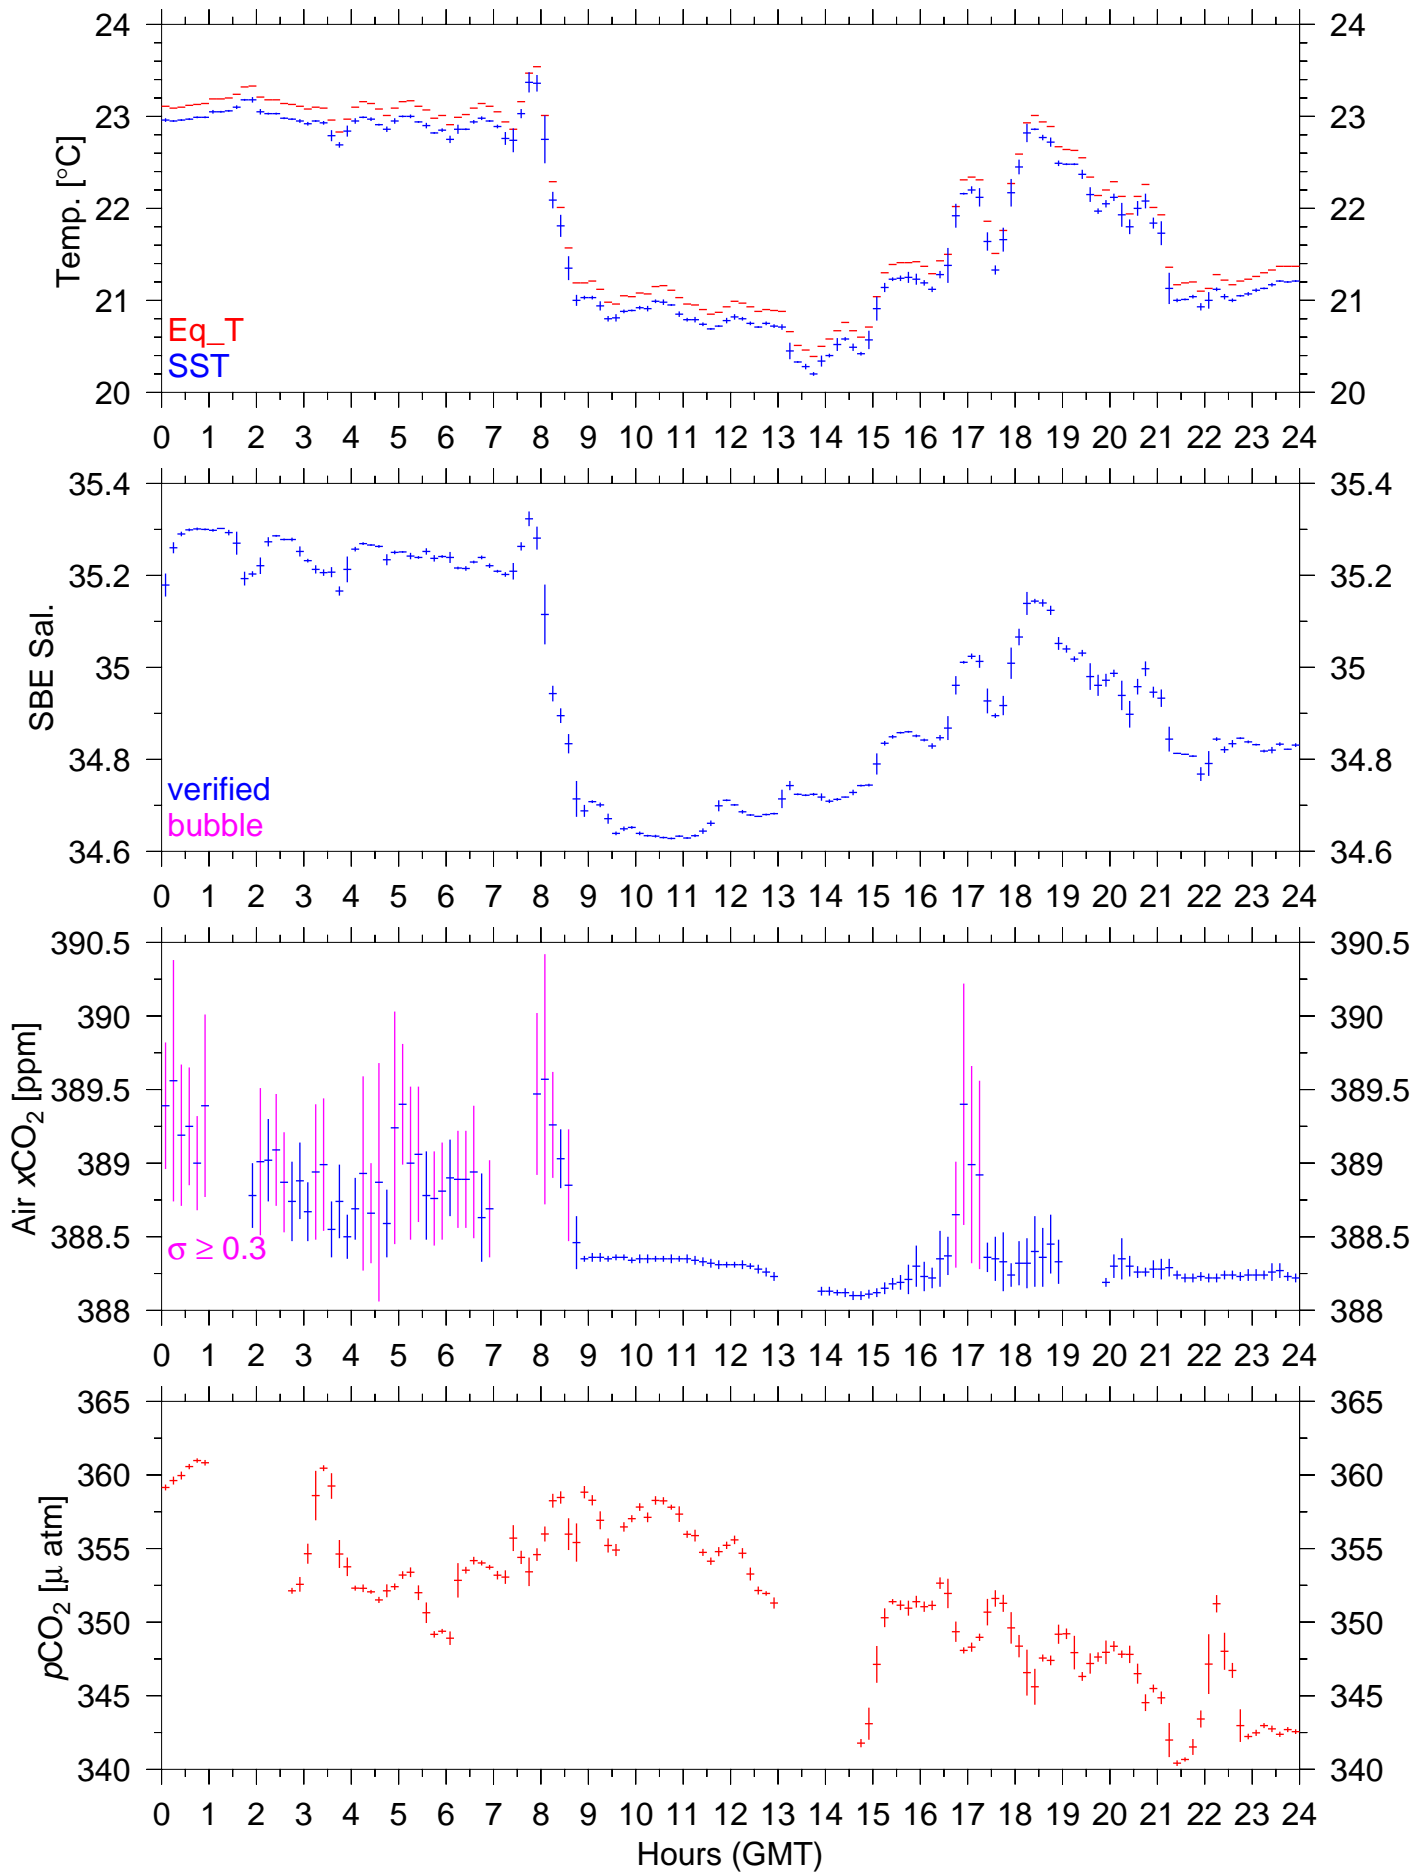 24 24
23 23
22 22
21 21
20 20
Temp. [°C]
Eq_T
SST
0 1 2 3 4 5 6 7 8 9 10 11 12 13 14 15 16 17 18 19 20 21 22 23 24
35.4 35.4
35.2 35.2
35 35
34.8 34.8
34.6 34.6
SBE Sal.
verified
bubble
0 1 2 3 4 5 6 7 8 9 10 11 12 13 14 15 16 17 18 19 20 21 22 23 24
390.5 390.5
390 390
389.5 389.5
389 389
388.5 388.5
388 388
Air xCO₂ [ppm]
σ ≥ 0.3
0 1 2 3 4 5 6 7 8 9 10 11 12 13 14 15 16 17 18 19 20 21 22 23 24
365 365
360 360
355 355
350 350
345 345
340 340
pCO₂ [μ atm]
0 1 2 3 4 5 6 7 8 9 10 11 12 13 14 15 16 17 18 19 20 21 22 23 24
Hours (GMT)